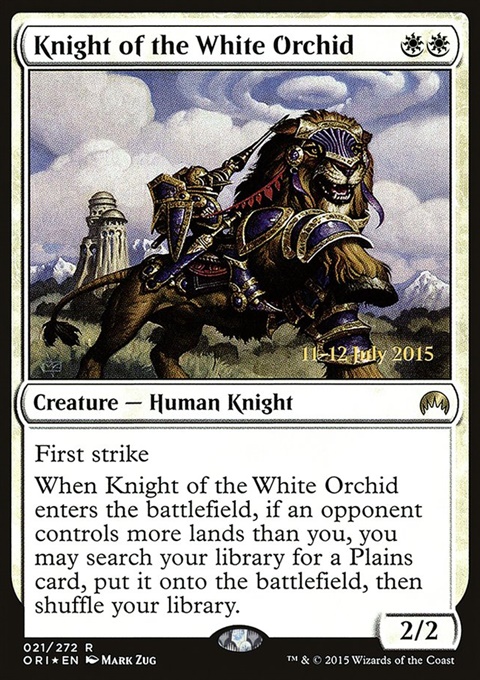 Knight of the White Orchid
11-12 July 2015
Creature — Human Knight
First strike
When Knight of the White Orchid
enters the battlefield, if an opponent
controls more lands than you, you
may search your library for a Plains
card, put it onto the battlefield, then
shuffle your library.
2/2
021/272 R
ORI★EN Mark Zug
™ & © 2015 Wizards of the Coast